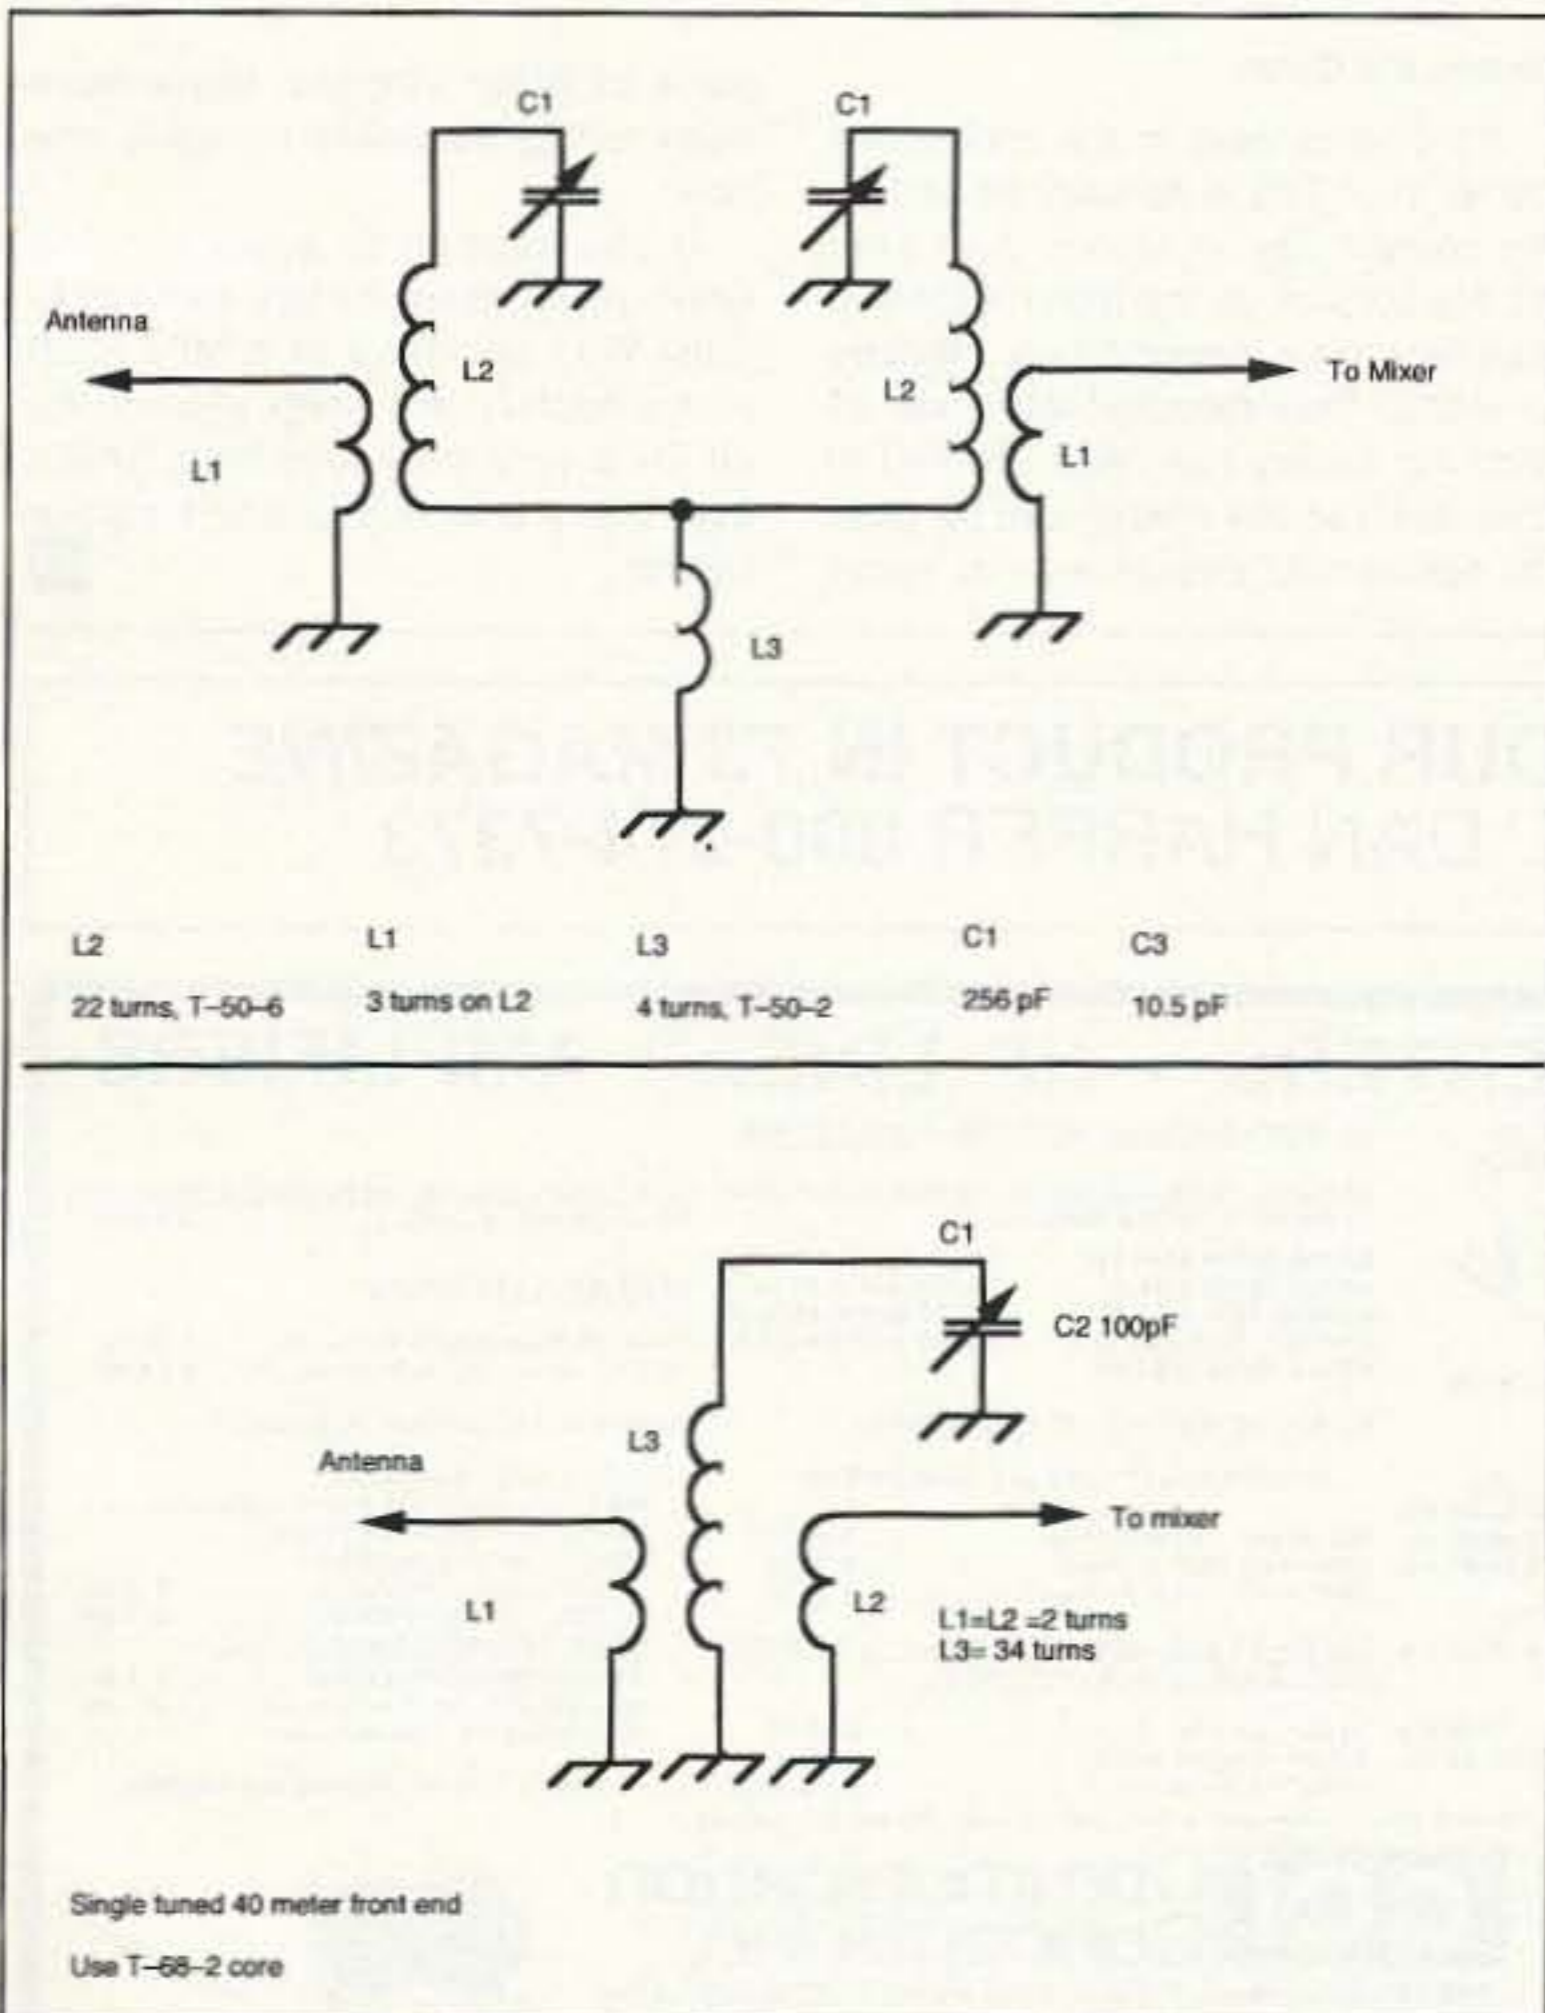 C1
C1
Antenna
L2
L2
To Mixer
L1
L1
L3
L2
L1
L3
C1
C3
22 turns, T-50-6
3 turns on L2
4 turns, T-50-2
256 pF
10.5 pF
C1
C2 100pF
L3
Antenna
To mixer
L1
L2
L1=L2 =2 turns
L3= 34 turns
Single tuned 40 meter front end
Use T-68-2 core